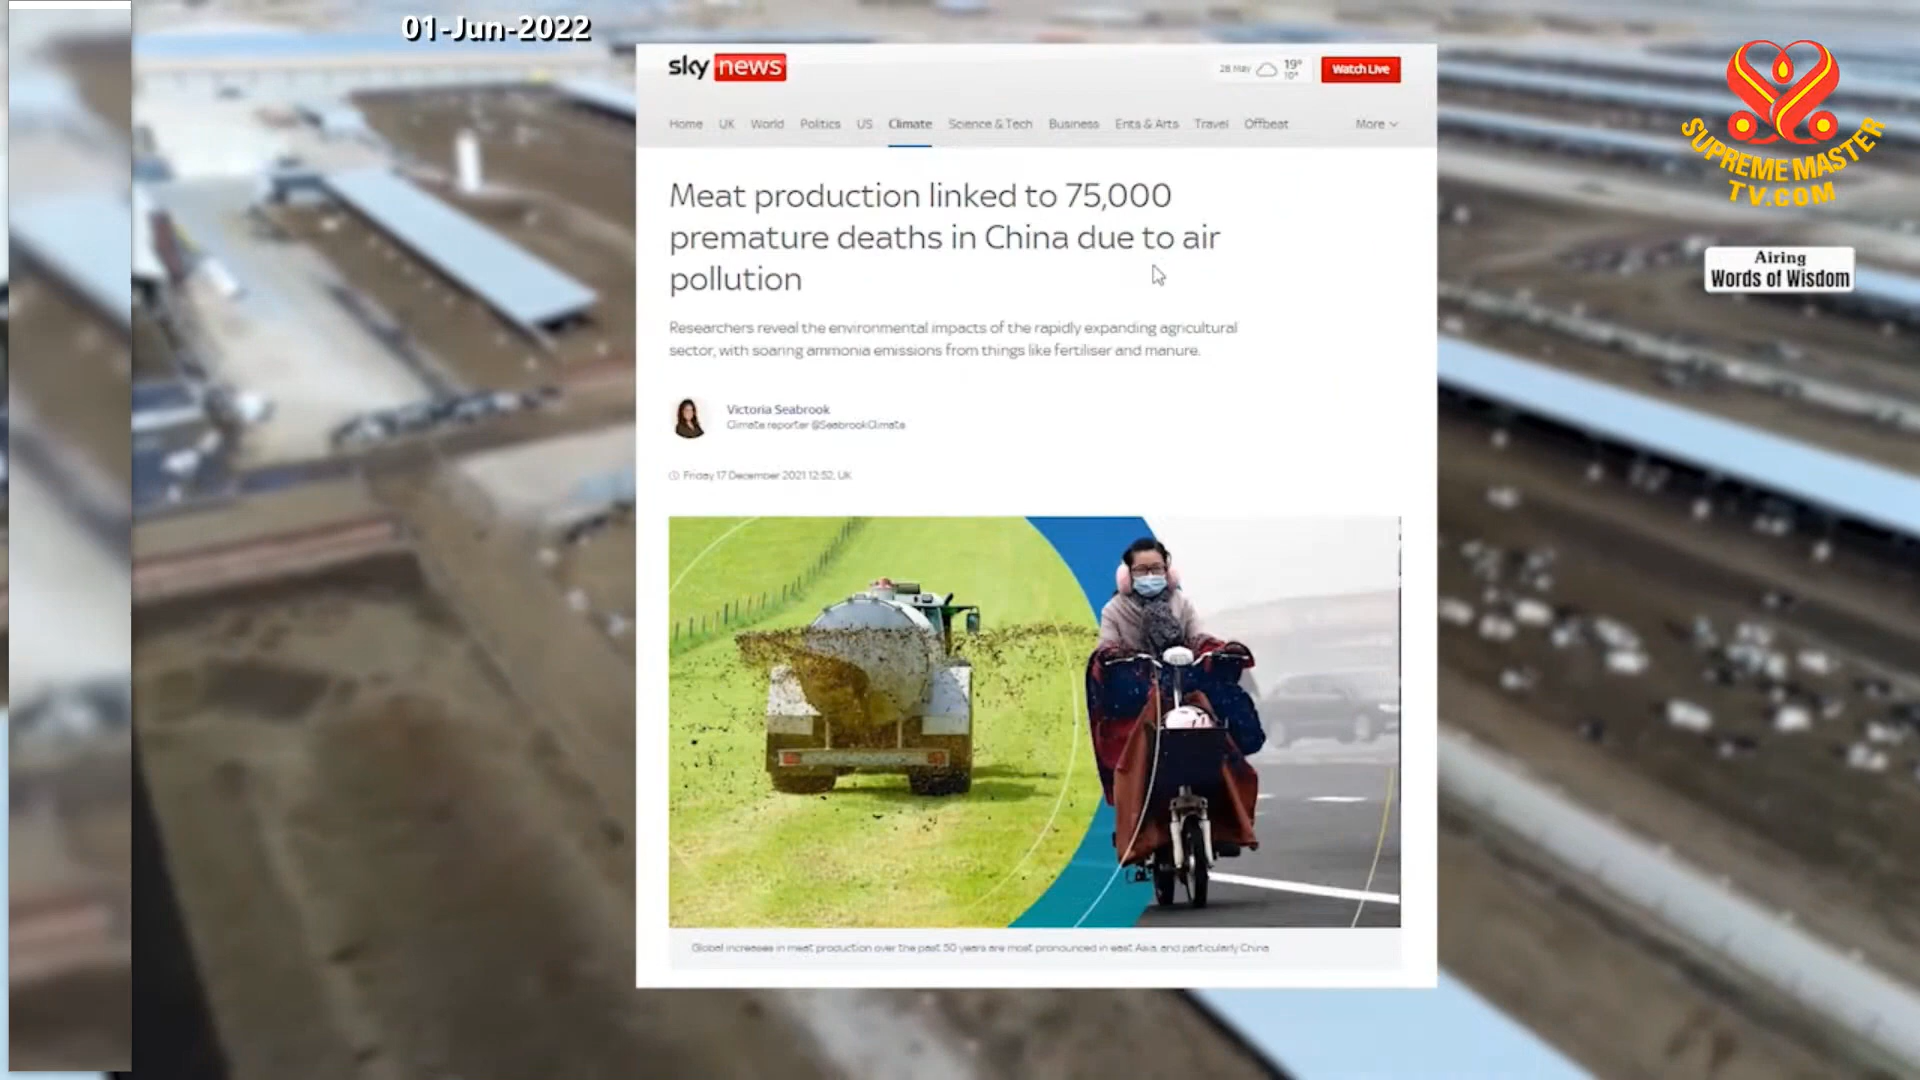 01-Jun-2022
sky news
28 May
19°
10°
Watch Live
Home UK World Politics US Climate Science & Tech Business Ents & Arts Travel Offbeat More
Meat production linked to 75,000
premature deaths in China due to air
pollution
Researchers reveal the environmental impacts of the rapidly expanding agricultural
sector, with soaring ammonia emissions from things like fertiliser and manure.
Victoria Seabrook
Climate reporter @SeabrookClimate
Friday 17 December 2021 12:52, UK
Global increases in meat production over the past 50 years are most pronounced in east Asia, and particularly China
SUPREME MASTER
TV.COM
Airing
Words of Wisdom